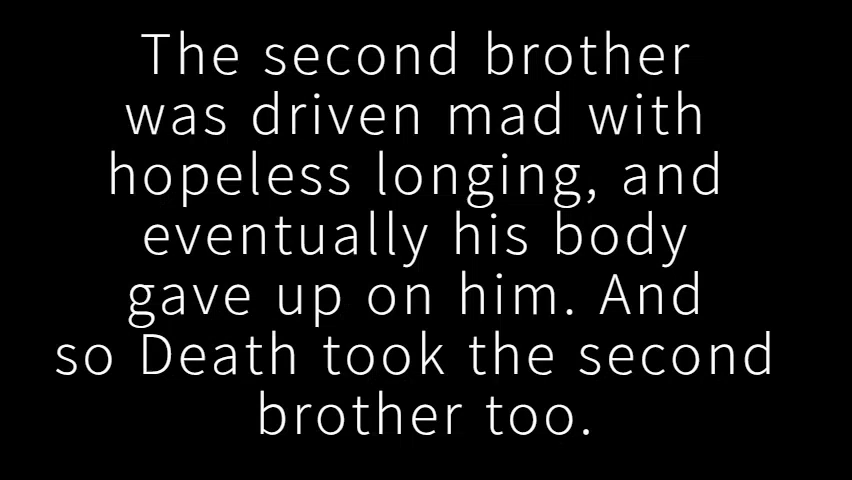 The second brother
was driven mad with
hopeless longing, and
eventually his body
gave up on him. And
so Death took the second
brother too.